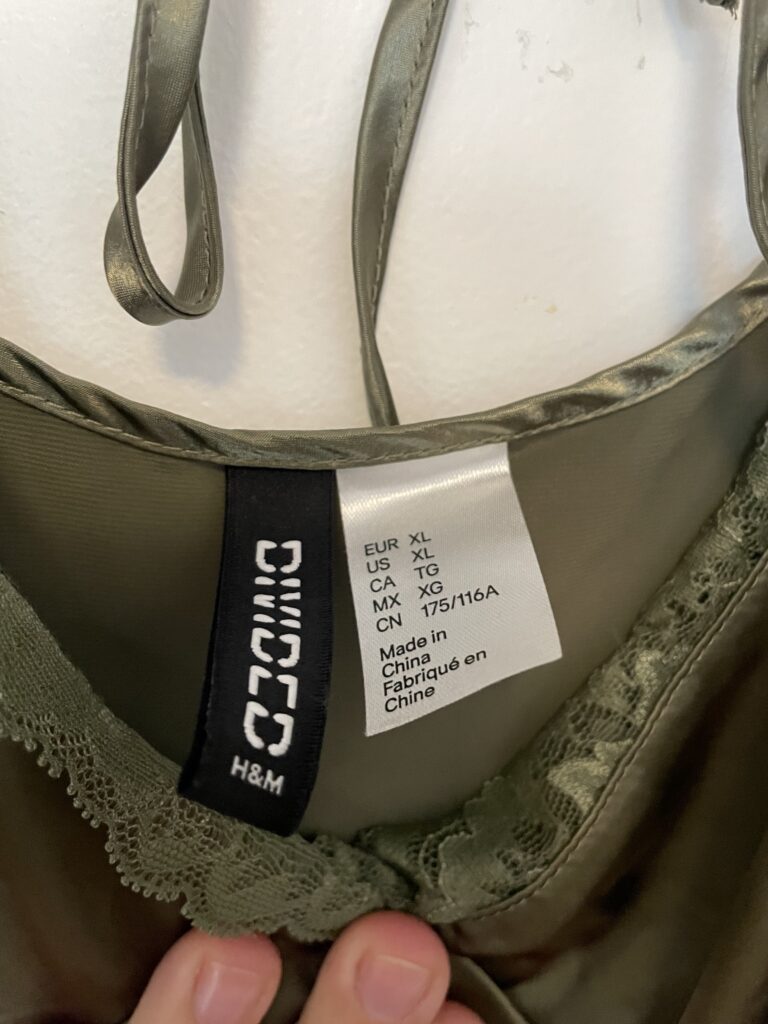 DIVIDED
H&M
EUR XL
US XL
CA TG
MX XG
CN 175/116A
Made in
China
Fabriqué en
Chine